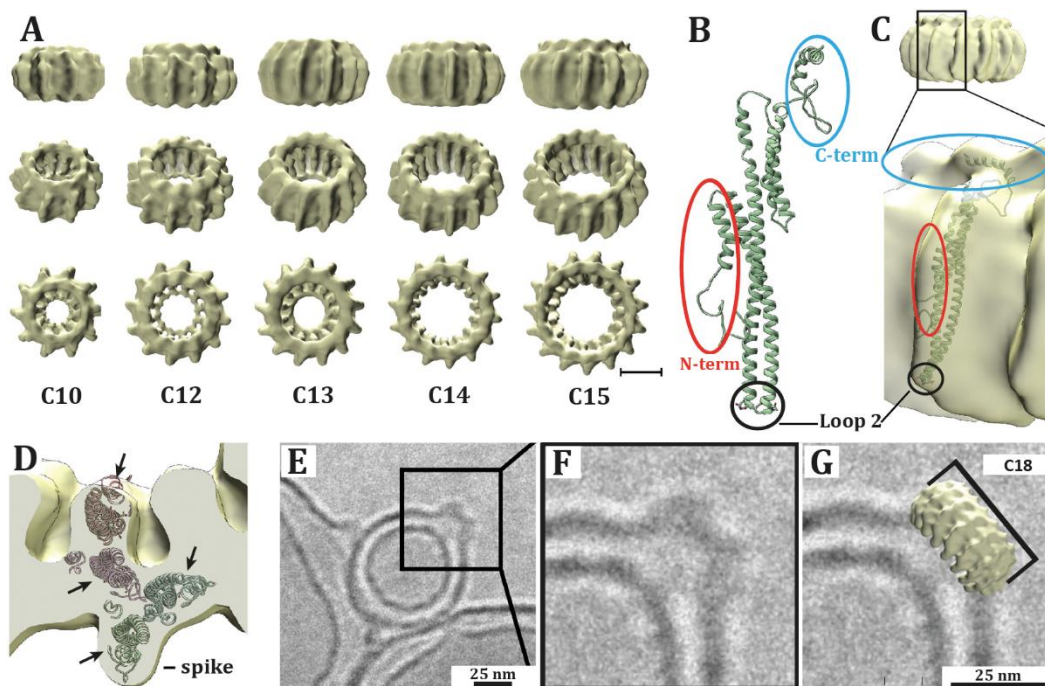 A
B
C
C10 C12 C13 C14 C15
C-term
N-term
Loop 2
D
spike
E
25 nm
F
G
C18
25 nm